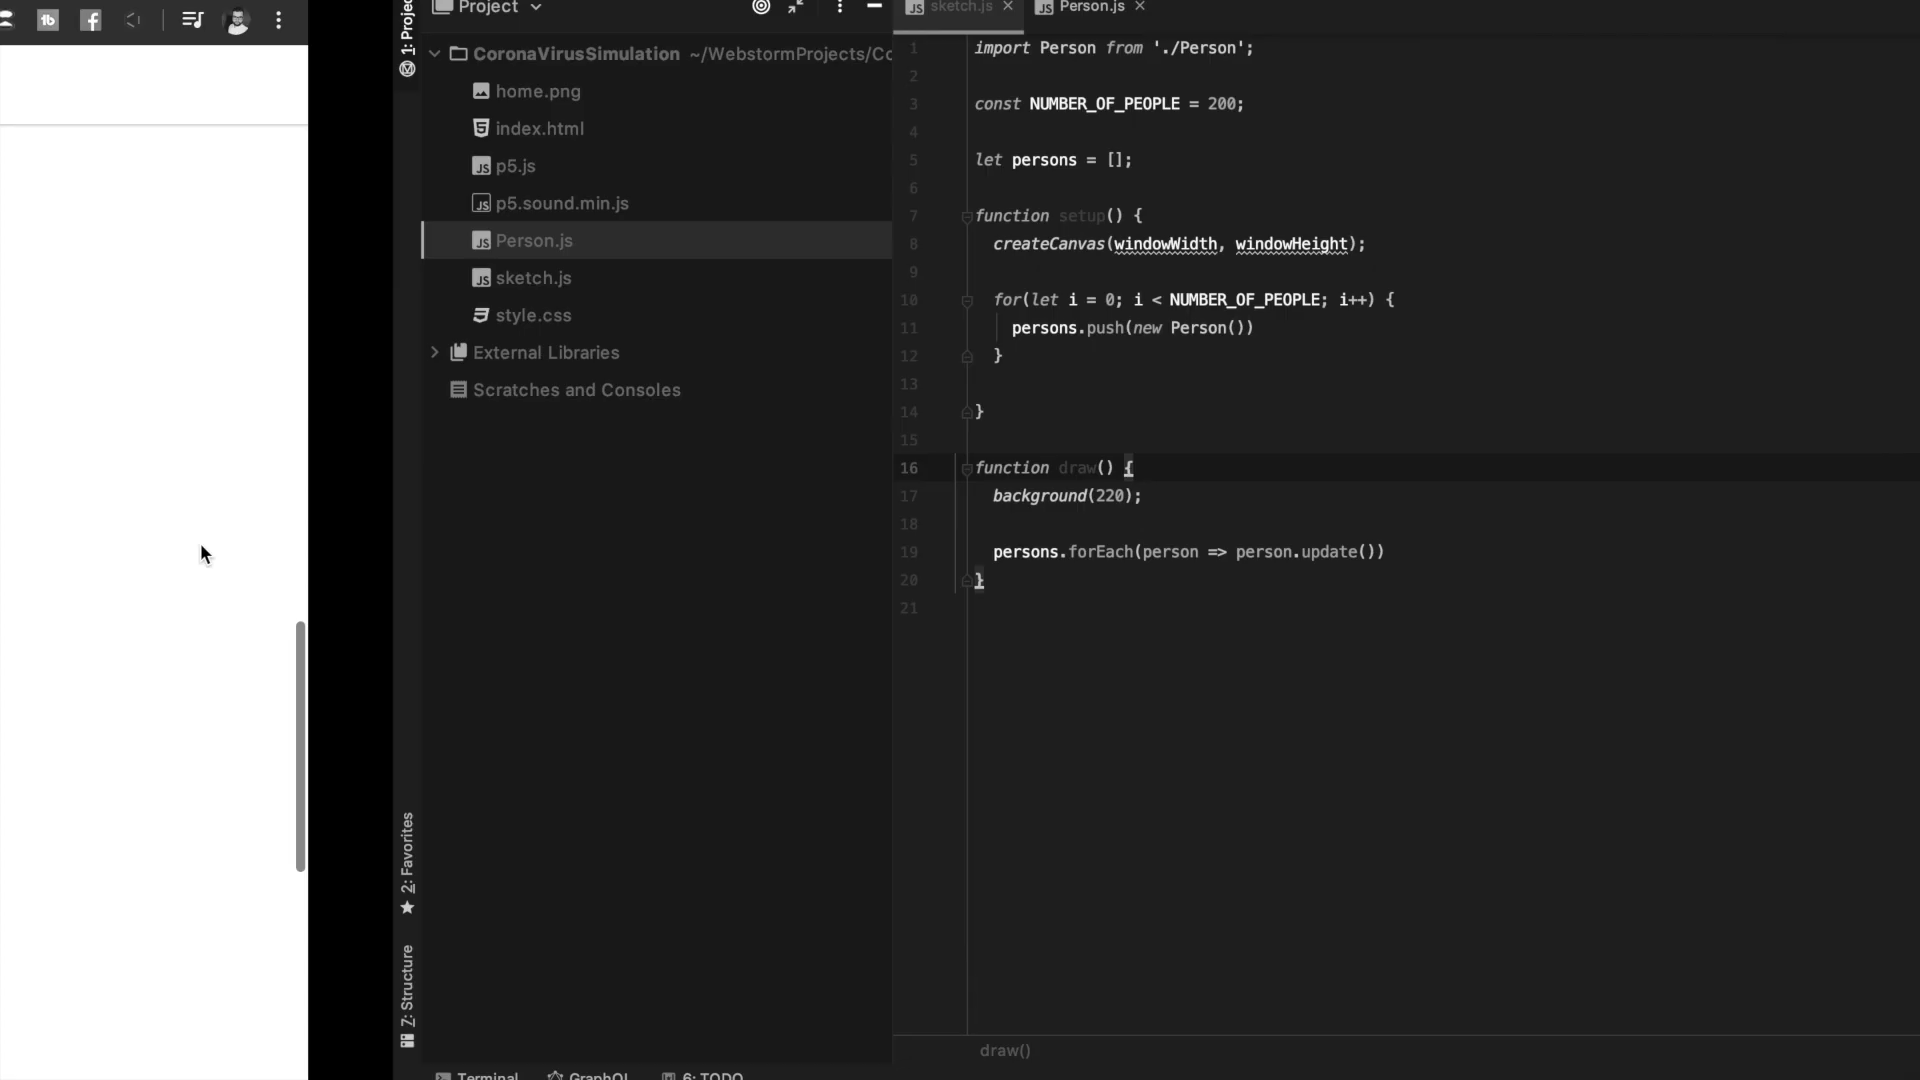 Project
sketch.js
Person.js
1: Project
CoronaVirusSimulation ~/WebstormProjects/Co
home.png
index.html
p5.js
p5.sound.min.js
Person.js
sketch.js
style.css
External Libraries
Scratches and Consoles
2: Favorites
Z: Structure
1 import Person from './Person';
2
3 const NUMBER_OF_PEOPLE = 200;
4
5 let persons = [];
6
7 function setup() {
8 createCanvas(windowWidth, windowHeight);
9
10 for(let i = 0; i < NUMBER_OF_PEOPLE; i++) {
11 persons.push(new Person())
12 }
13
14 }
15
16 function draw() {
17 background(220);
18
19 persons.forEach(person => person.update())
20 }
21
draw()
Terminal
GraphQL
6: TODO